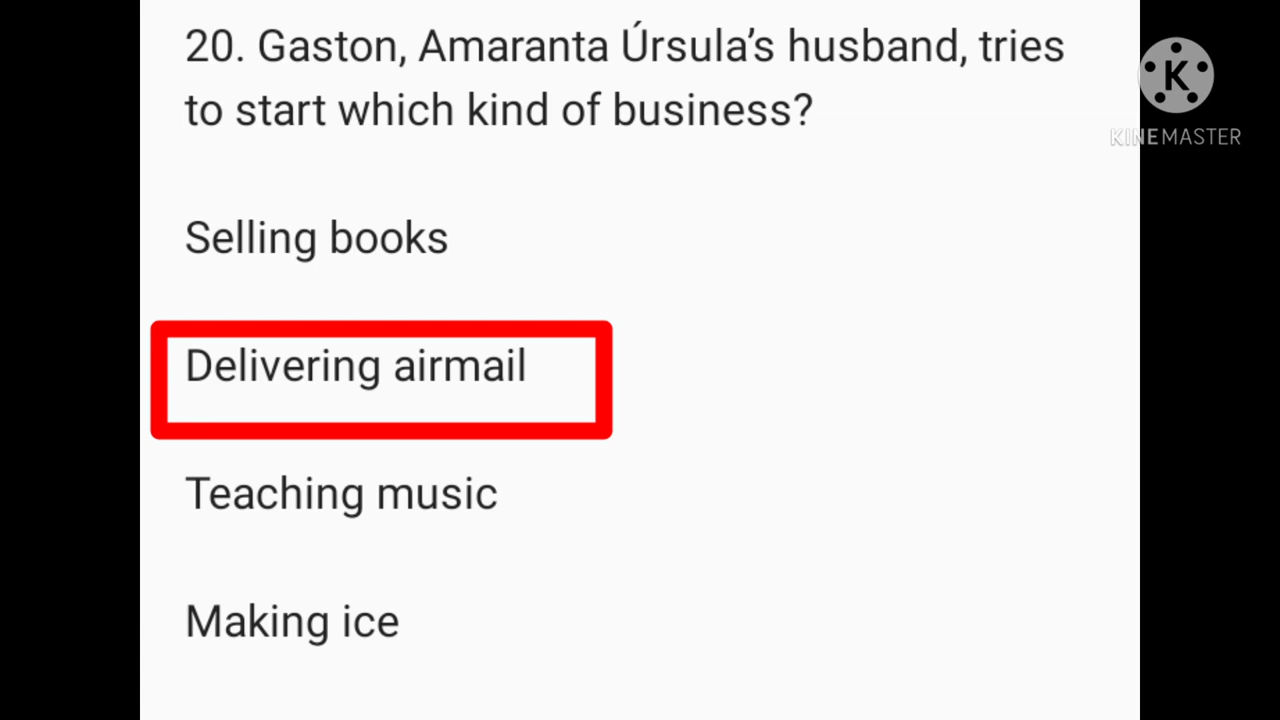 20. Gaston, Amaranta Úrsula’s husband, tries
to start which kind of business?
Selling books
Delivering airmail
Teaching music
Making ice
K
KINEMASTER